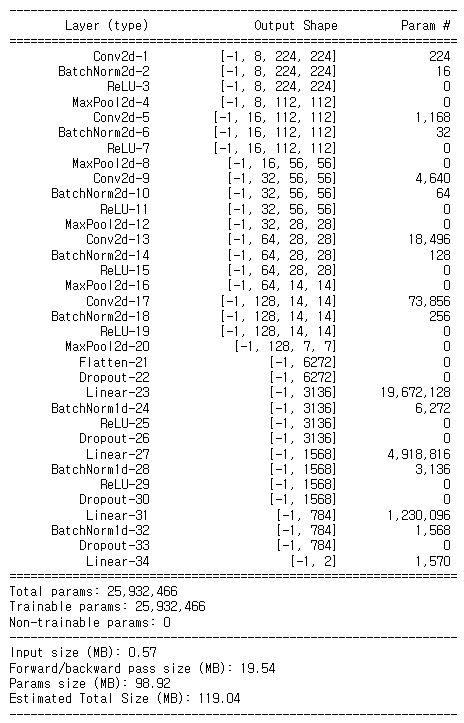 ----------------------------------------------------------------
        Layer (type)               Output Shape         Param #
================================================================
            Conv2d-1          [-1, 8, 224, 224]             224
       BatchNorm2d-2          [-1, 8, 224, 224]              16
              ReLU-3          [-1, 8, 224, 224]               0
         MaxPool2d-4          [-1, 8, 112, 112]               0
            Conv2d-5         [-1, 16, 112, 112]           1,168
       BatchNorm2d-6         [-1, 16, 112, 112]              32
              ReLU-7         [-1, 16, 112, 112]               0
         MaxPool2d-8           [-1, 16, 56, 56]               0
            Conv2d-9           [-1, 32, 56, 56]           4,640
      BatchNorm2d-10           [-1, 32, 56, 56]              64
             ReLU-11           [-1, 32, 56, 56]               0
        MaxPool2d-12           [-1, 32, 28, 28]               0
           Conv2d-13           [-1, 64, 28, 28]          18,496
      BatchNorm2d-14           [-1, 64, 28, 28]             128
             ReLU-15           [-1, 64, 28, 28]               0
        MaxPool2d-16           [-1, 64, 14, 14]               0
           Conv2d-17          [-1, 128, 14, 14]          73,856
      BatchNorm2d-18          [-1, 128, 14, 14]             256
             ReLU-19          [-1, 128, 14, 14]               0
        MaxPool2d-20            [-1, 128, 7, 7]               0
          Flatten-21                 [-1, 6272]               0
          Dropout-22                 [-1, 6272]               0
           Linear-23                 [-1, 3136]      19,672,128
      BatchNorm1d-24                 [-1, 3136]           6,272
             ReLU-25                 [-1, 3136]               0
          Dropout-26                 [-1, 3136]               0
           Linear-27                 [-1, 1568]       4,918,816
      BatchNorm1d-28                 [-1, 1568]           3,136
             ReLU-29                 [-1, 1568]               0
          Dropout-30                 [-1, 1568]               0
           Linear-31                  [-1, 784]       1,230,096
      BatchNorm1d-32                  [-1, 784]           1,568
          Dropout-33                  [-1, 784]               0
           Linear-34                    [-1, 2]           1,570
================================================================
Total params: 25,932,466
Trainable params: 25,932,466
Non-trainable params: 0
----------------------------------------------------------------
Input size (MB): 0.57
Forward/backward pass size (MB): 19.54
Params size (MB): 98.92
Estimated Total Size (MB): 119.04
----------------------------------------------------------------